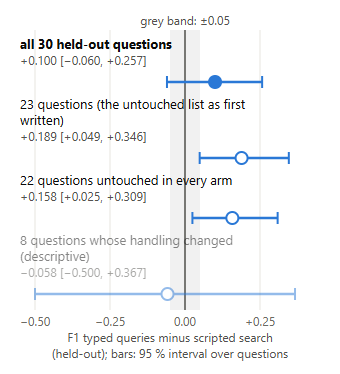 grey band: ±0.05
all 30 held-out questions
+0.100 [−0.060, +0.257]
23 questions (the untouched list as first
written)
+0.189 [+0.049, +0.346]
22 questions untouched in every arm
+0.158 [+0.025, +0.309]
8 questions whose handling changed
(descriptive)
−0.058 [−0.500, +0.367]
−0.50 −0.25 0.00 +0.25
F1 typed queries minus scripted search
(held-out); bars: 95 % interval over questions